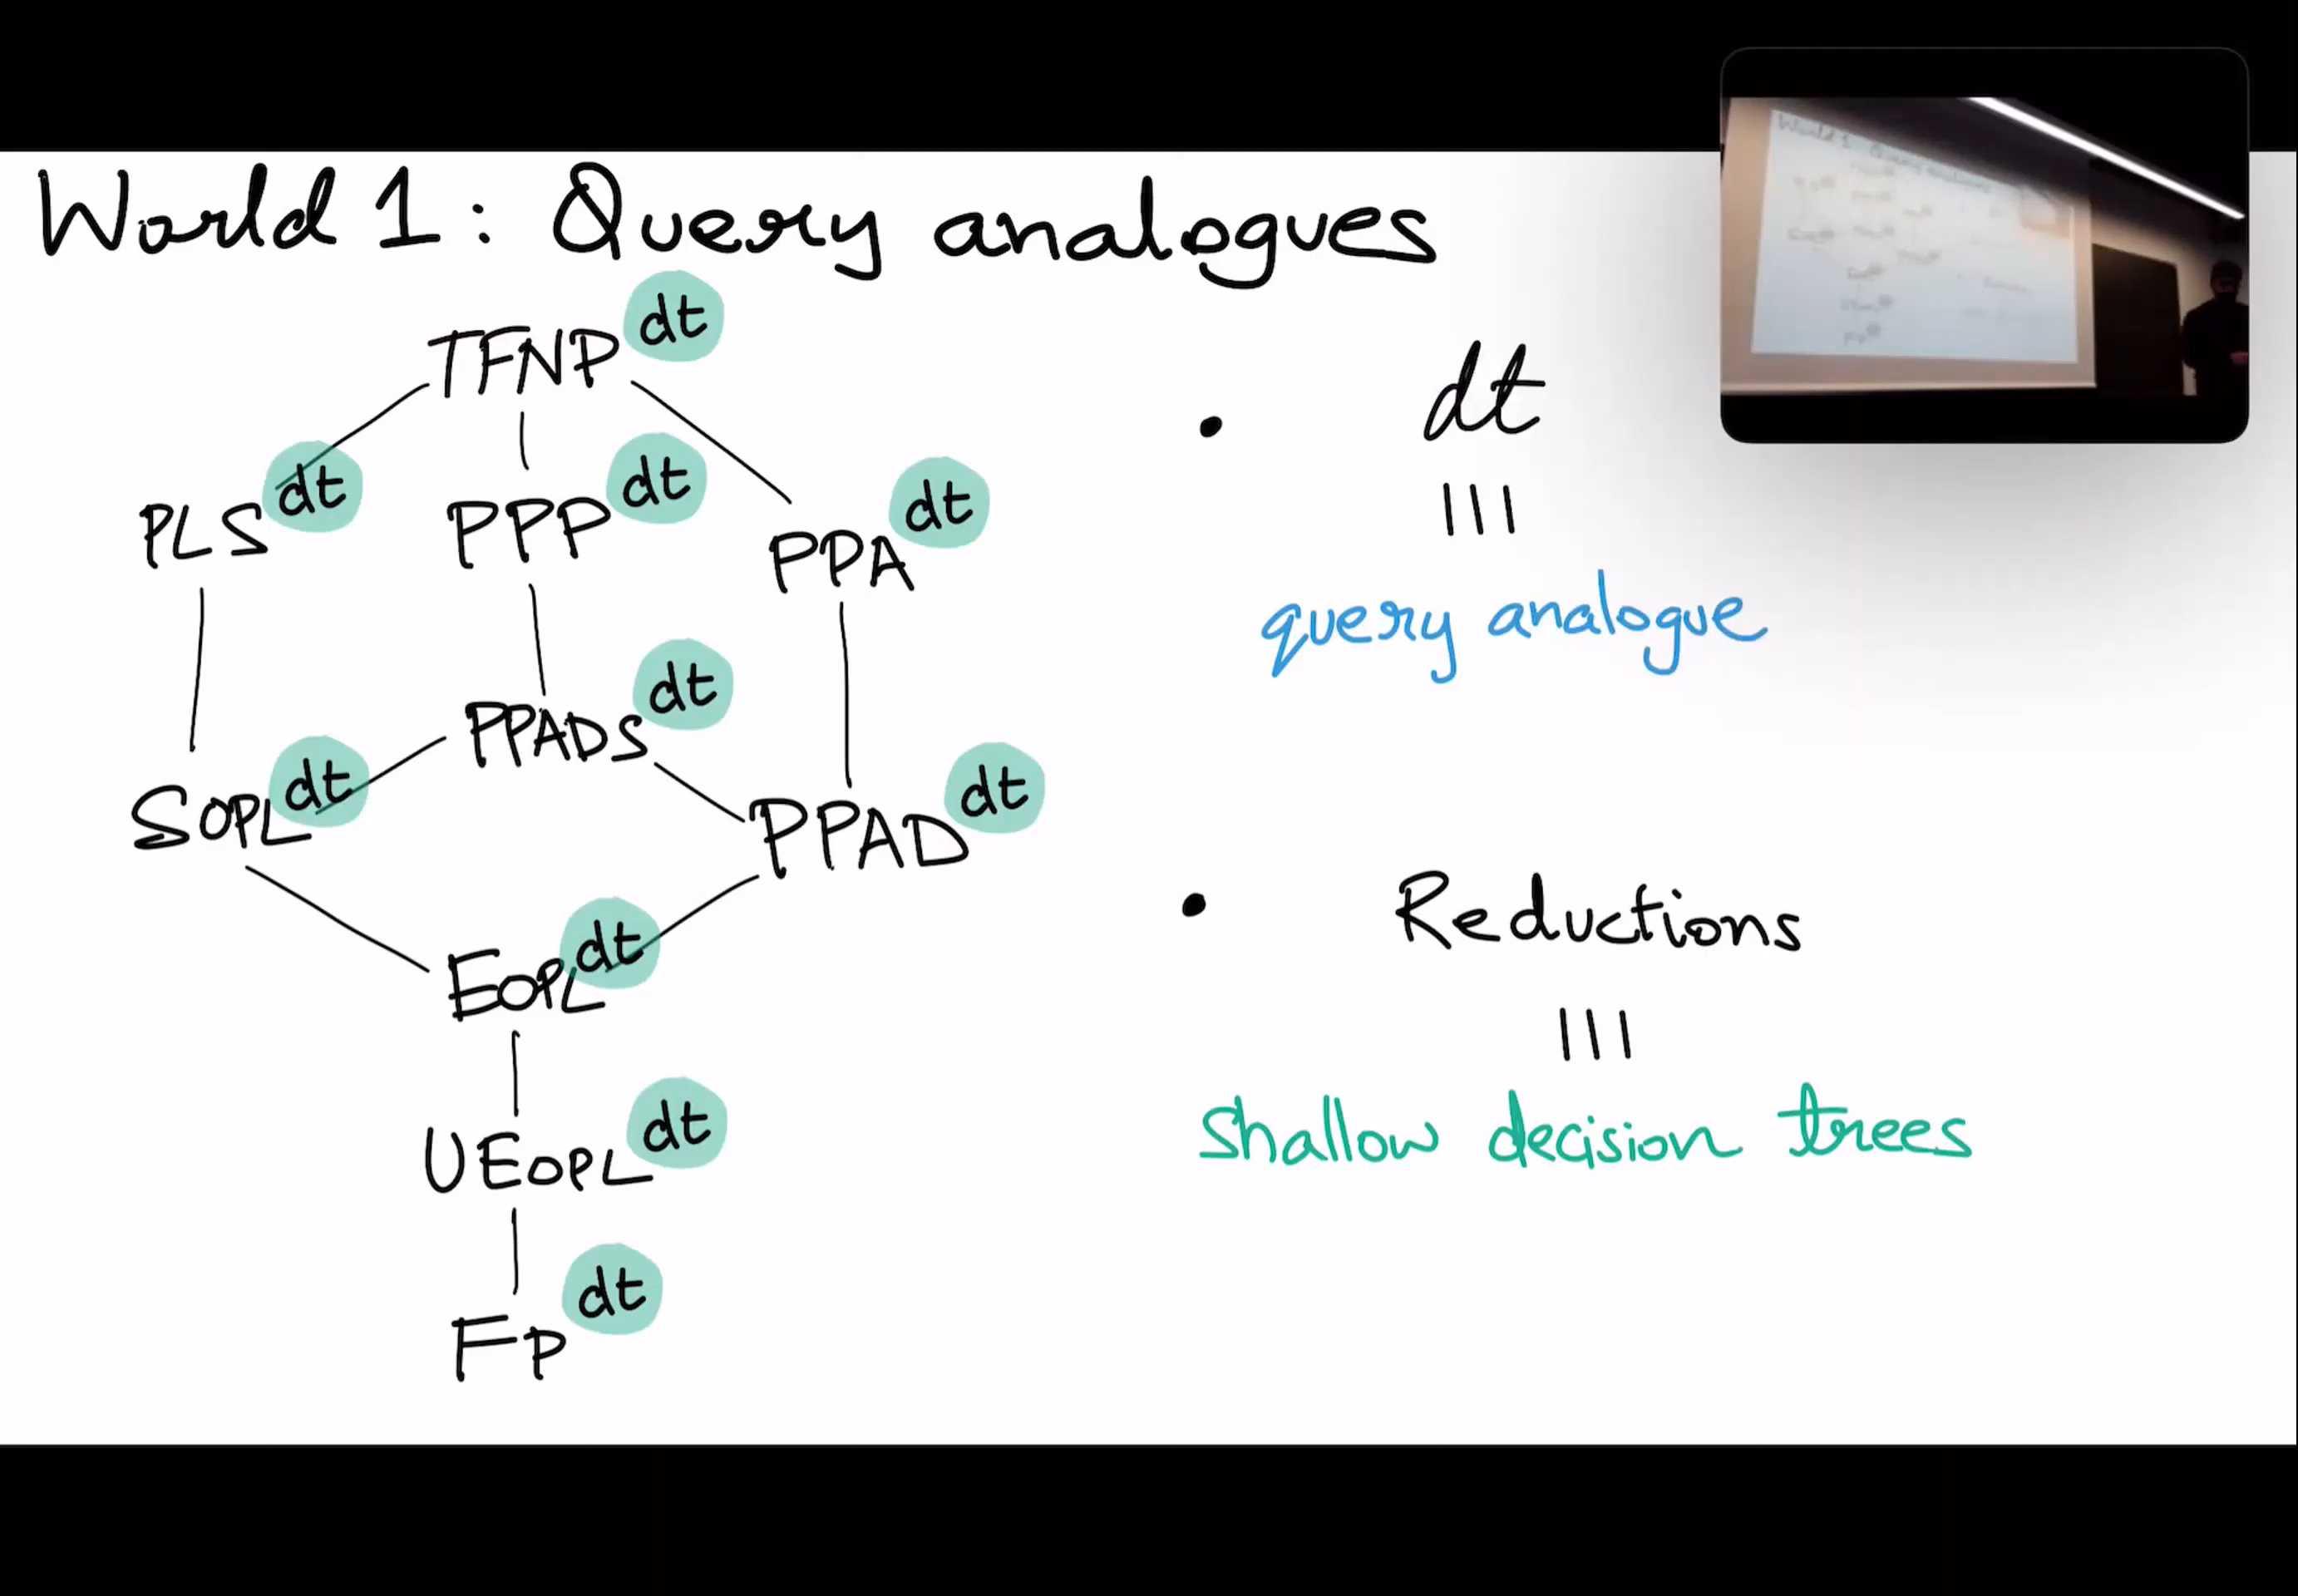 World 1: Query analogues
TFNP dt
PLS dt PPP dt PPA dt
PPADS dt
SOPL dt PPAD dt
EOPL dt
UEOPL dt
FP dt
• dt
|||
query analogue
• Reductions
|||
shallow decision trees